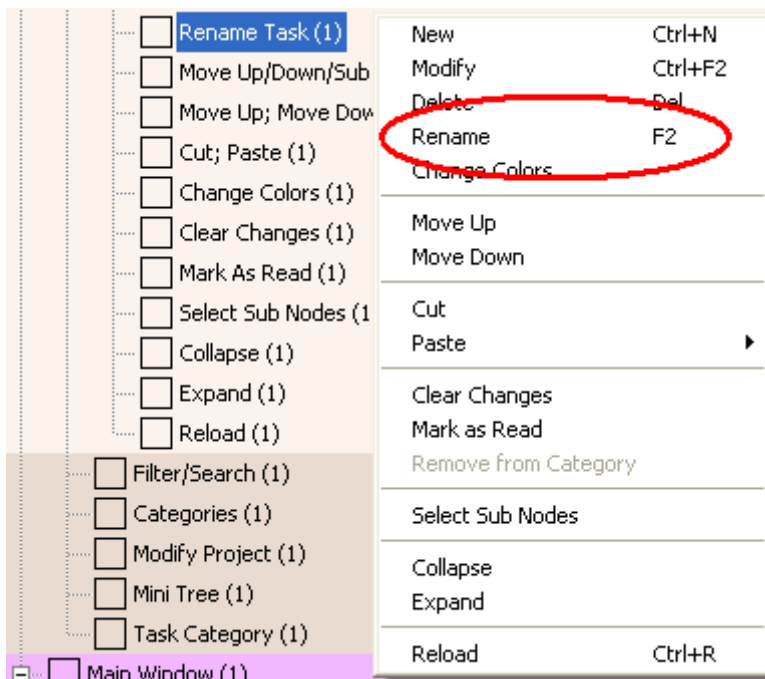 Rename Task (1)
Move Up/Down/Sub
Move Up; Move Dow
Cut; Paste (1)
Change Colors (1)
Clear Changes (1)
Mark As Read (1)
Select Sub Nodes (1
Collapse (1)
Expand (1)
Reload (1)
Filter/Search (1)
Categories (1)
Modify Project (1)
Mini Tree (1)
Task Category (1)
Main Window (1)
New Ctrl+N
Modify Ctrl+F2
Delete Del
Rename F2
Change Colors
Move Up
Move Down
Cut
Paste
Clear Changes
Mark as Read
Remove from Category
Select Sub Nodes
Collapse
Expand
Reload Ctrl+R